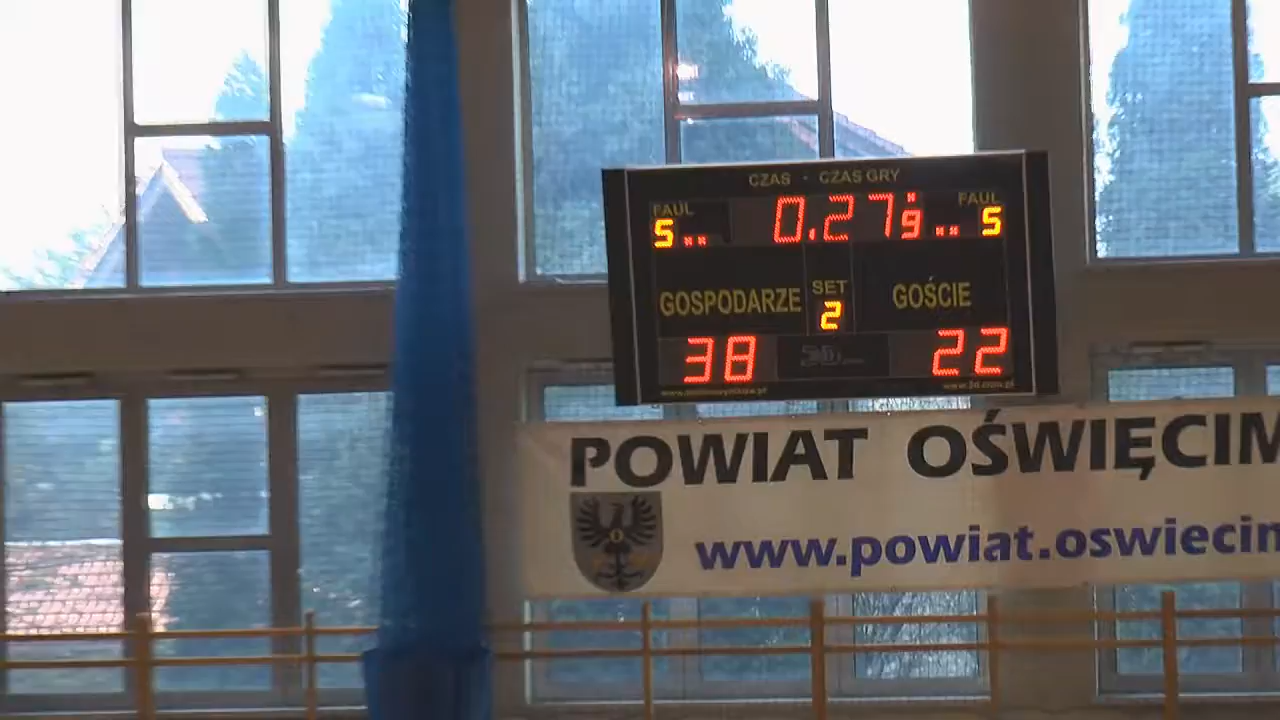 CZAS - CZAS GRY
FAUL FAUL
5 0.27 9 5
GOSPODARZE SET GOŚCIE
2
38 22
POWIAT OŚWIĘCIM
www.powiat.oswiecim